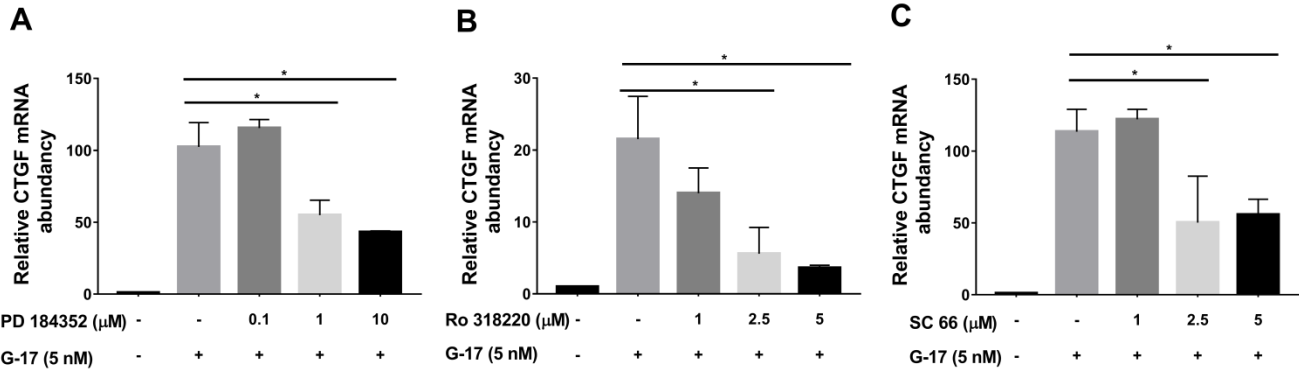 A
Relative CTGF mRNA
abundancy
150
100
50
0
*
*
PD 184352 (µM) - - 0.1 1 10
G-17 (5 nM) - + + + +
B
Relative CTGF mRNA
abundancy
30
20
10
0
*
*
Ro 318220 (µM) - - 1 2.5 5
G-17 (5 nM) - + + + +
C
Relative CTGF mRNA
abundancy
150
100
50
0
*
*
SC 66 (µM) - - 1 2.5 5
G-17 (5 nM) - + + + +